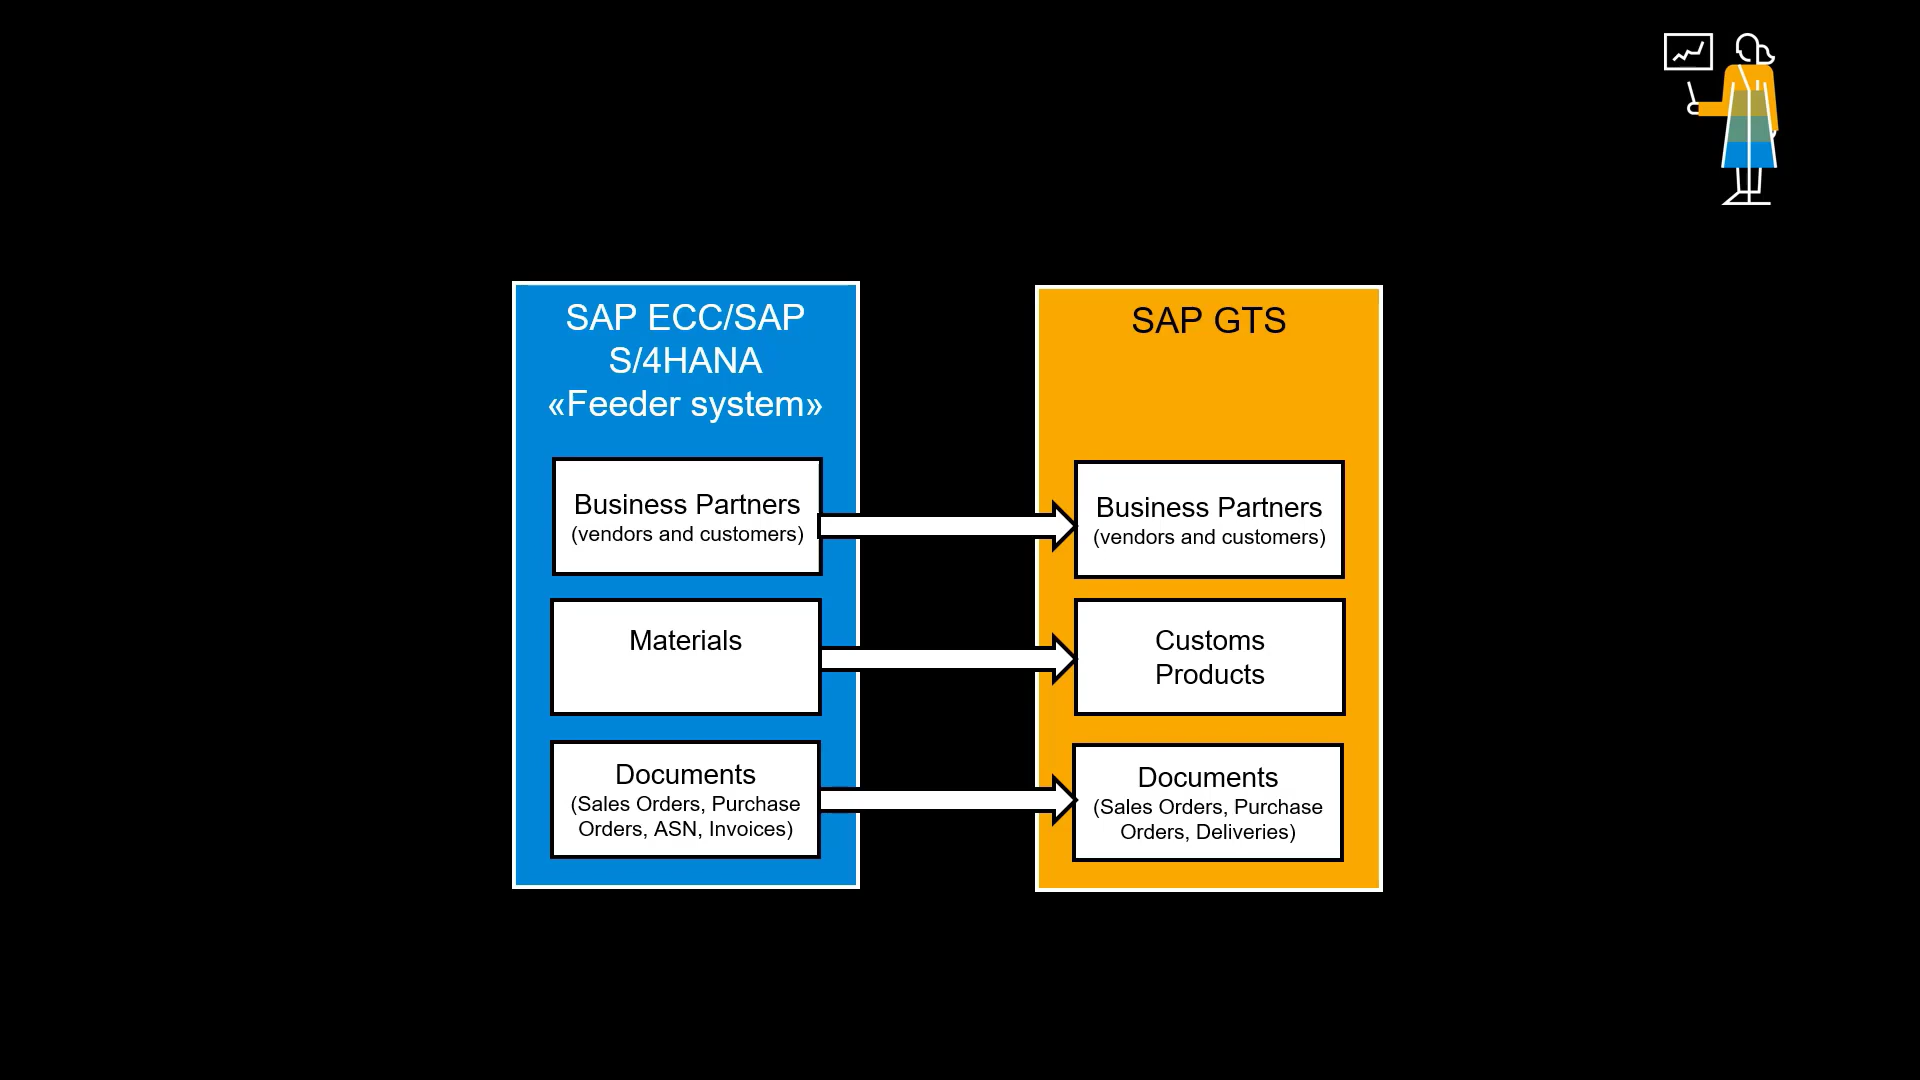 SAP ECC/SAP
S/4HANA
«Feeder system»
Business Partners
(vendors and customers)
Materials
Documents
(Sales Orders, Purchase
Orders, ASN, Invoices)
SAP GTS
Business Partners
(vendors and customers)
Customs
Products
Documents
(Sales Orders, Purchase
Orders, Deliveries)